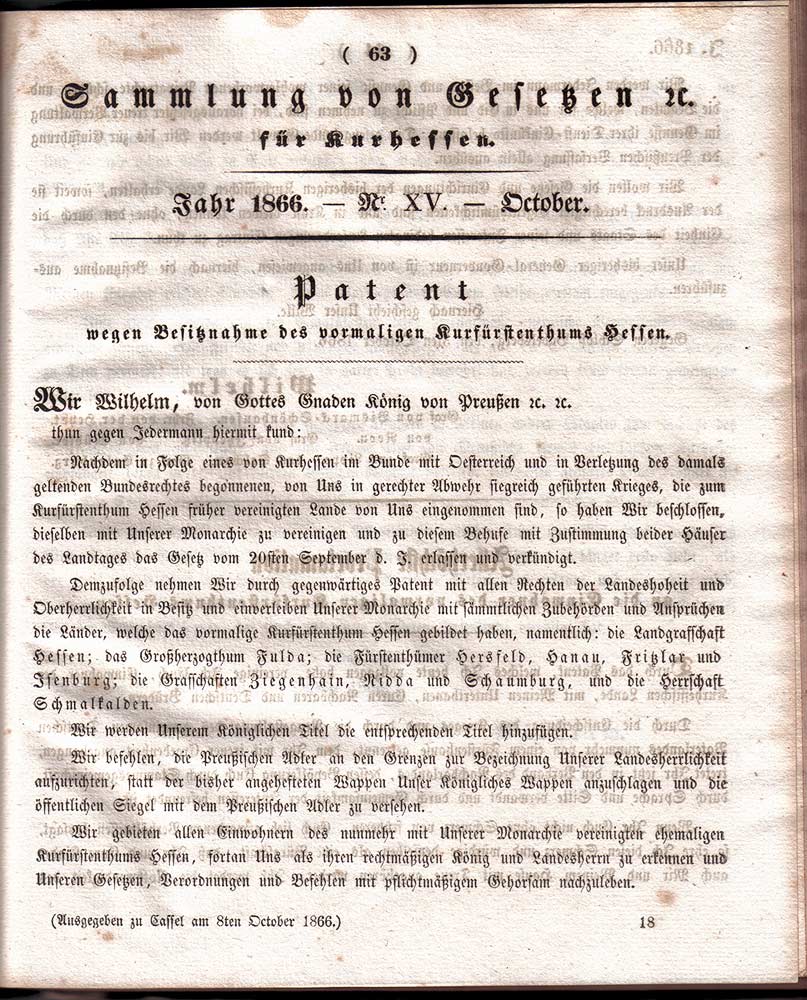 ( 63 )
Sammlung von Gesetzen ꝛc.
für Kurhessen.
Jahr 1866. — Nr. XV. — October.
Patent
wegen Besitznahme des vormaligen Kurfürstenthums Hessen.
Wir Wilhelm, von Gottes Gnaden König von Preußen ꝛc. ꝛc.
thun gegen Jedermann hiermit kund:
Nachdem in Folge eines von Kurhessen im Bunde mit Oesterreich und in Verletzung des damals
geltenden Bundesrechtes begonnenen, von Uns in gerechter Abwehr siegreich geführten Krieges, die zum
Kurfürstenthum Hessen früher vereinigten Lande von Uns eingenommen sind, so haben Wir beschlossen,
dieselben mit Unserer Monarchie zu vereinigen und zu diesem Behufe mit Zustimmung beider Häuser
des Landtages das Gesetz vom 20sten September d. J. erlassen und verkündigt.
Demzufolge nehmen Wir durch gegenwärtiges Patent mit allen Rechten der Landeshoheit und
Oberherrlichkeit in Besitz und einverleiben Unserer Monarchie mit sämmtlichen Zubehörden und Ansprüchen
die Länder, welche das vormalige Kurfürstenthum Hessen gebildet haben, namentlich: die Landgrafschaft
Hessen; das Großherzogthum Fulda; die Fürstenthümer Hersfeld, Hanau, Fritzlar und
Isenburg; die Grafschaften Ziegenhain, Nidda und Schaumburg, und die Herrschaft
Schmalkalden.
Wir werden Unserem Königlichen Titel die entsprechenden Titel hinzufügen.
Wir befehlen, die Preußischen Adler an den Grenzen zur Bezeichnung Unserer Landesherrlichkeit
aufzurichten, statt der bisher angehefteten Wappen Unser Königliches Wappen anzuschlagen und die
öffentlichen Siegel mit dem Preußischen Adler zu versehen.
Wir gebieten allen Einwohnern des nunmehr mit Unserer Monarchie vereinigten ehemaligen
Kurfürstenthums Hessen, fortan Uns als ihren rechtmäßigen König und Landesherrn zu erkennen und
Unseren Gesetzen, Verordnungen und Befehlen mit pflichtmäßigem Gehorsam nachzuleben.
(Ausgegeben zu Cassel am 8ten October 1866.) 18